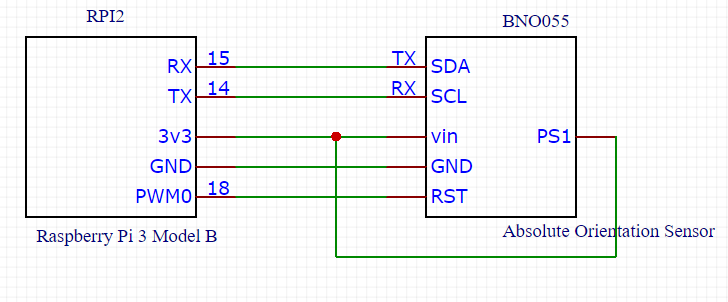 RPI2
BNO055
RX 15 TX SDA
TX 14 RX SCL
3v3 vin PS1
GND GND
PWM0 18 RST
Raspberry Pi 3 Model B
Absolute Orientation Sensor